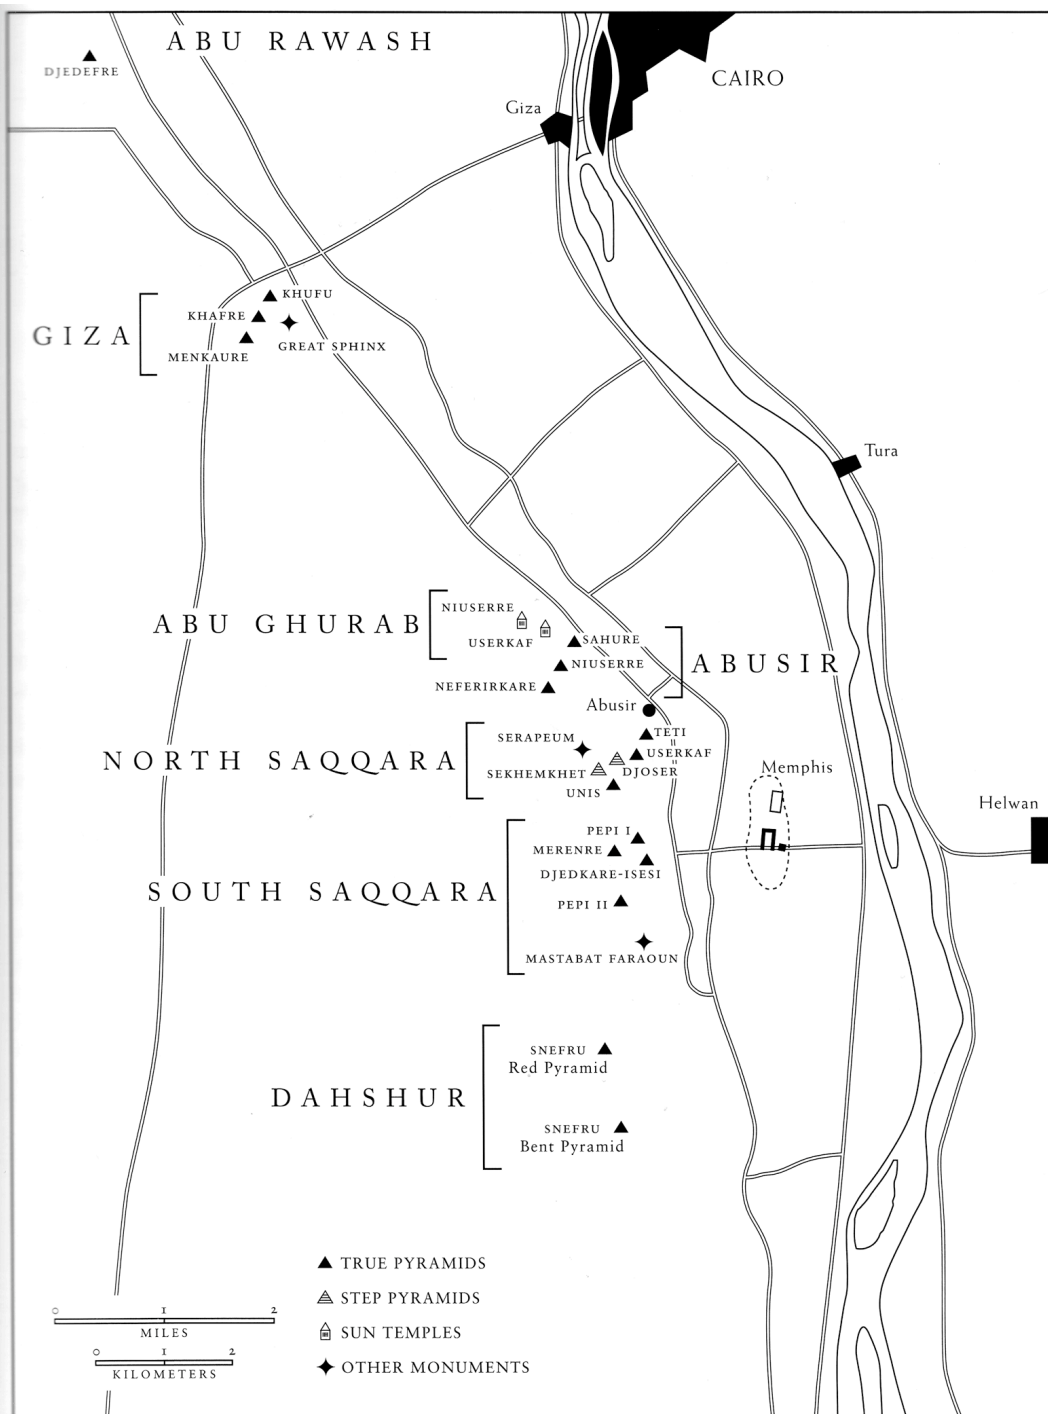 ABU RAWASH
DJEDEFRE
CAIRO
Giza
GIZA
KHUFU
KHAFRE
MENKAURE
GREAT SPHINX
Tura
ABU GHURAB
NIUSERRE
USERKAF
SAHURE
NIUSERRE
NEFERIRKARE
ABUSIR
Abusir
NORTH SAQQARA
SERAPEUM
TETI
USERKAF
DJOSER
SEKHEMKHET
UNIS
Memphis
Helwan
SOUTH SAQQARA
PEPI I
MERENRE
DJEDKARE-ISESI
PEPI II
MASTABAT FARAOUN
DAHSHUR
SNEFRU
Red Pyramid
SNEFRU
Bent Pyramid
TRUE PYRAMIDS
STEP PYRAMIDS
SUN TEMPLES
OTHER MONUMENTS
0 1 2
MILES
0 1 2
KILOMETERS